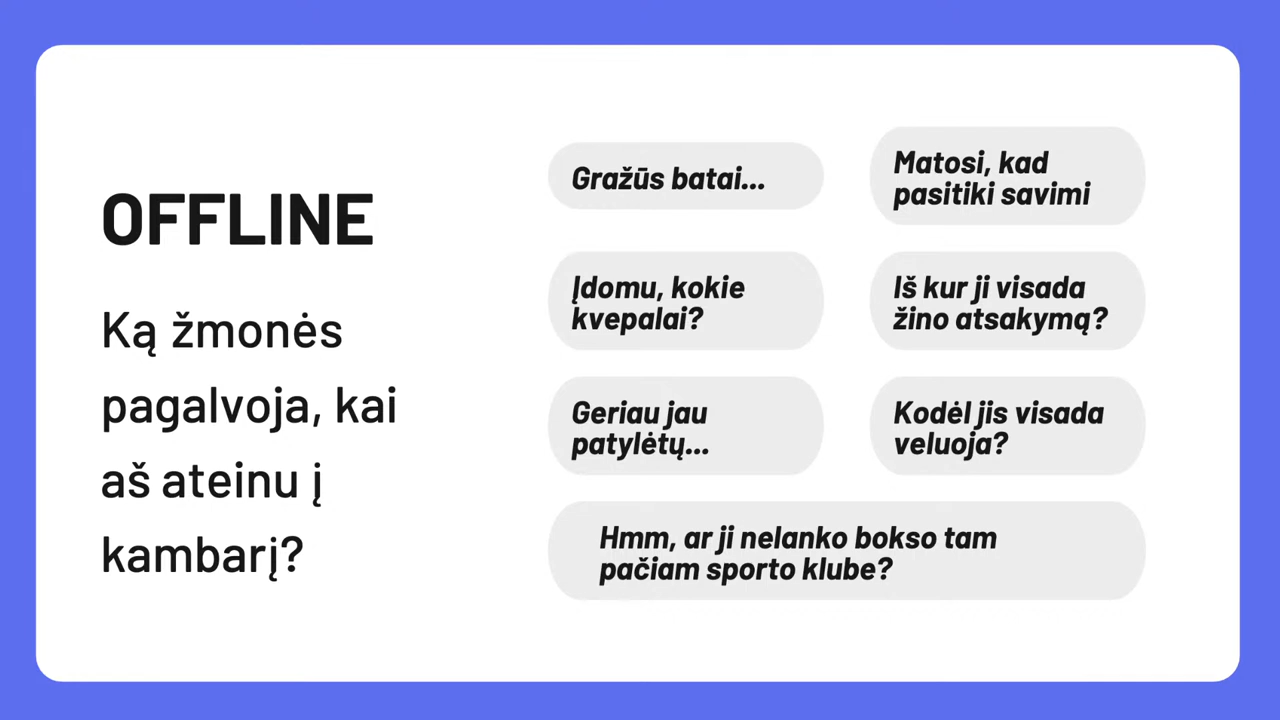 OFFLINE
Ką žmonės
pagalvoja, kai
aš ateinu į
kambarį?
Gražūs batai...
Matosi, kad
pasitiki savimi
Įdomu, kokie
kvepalai?
Iš kur ji visada
žino atsakymą?
Geriau jau
patylėtų...
Kodėl jis visada
veluoja?
Hmm, ar ji nelanko bokso tam
pačiam sporto klube?